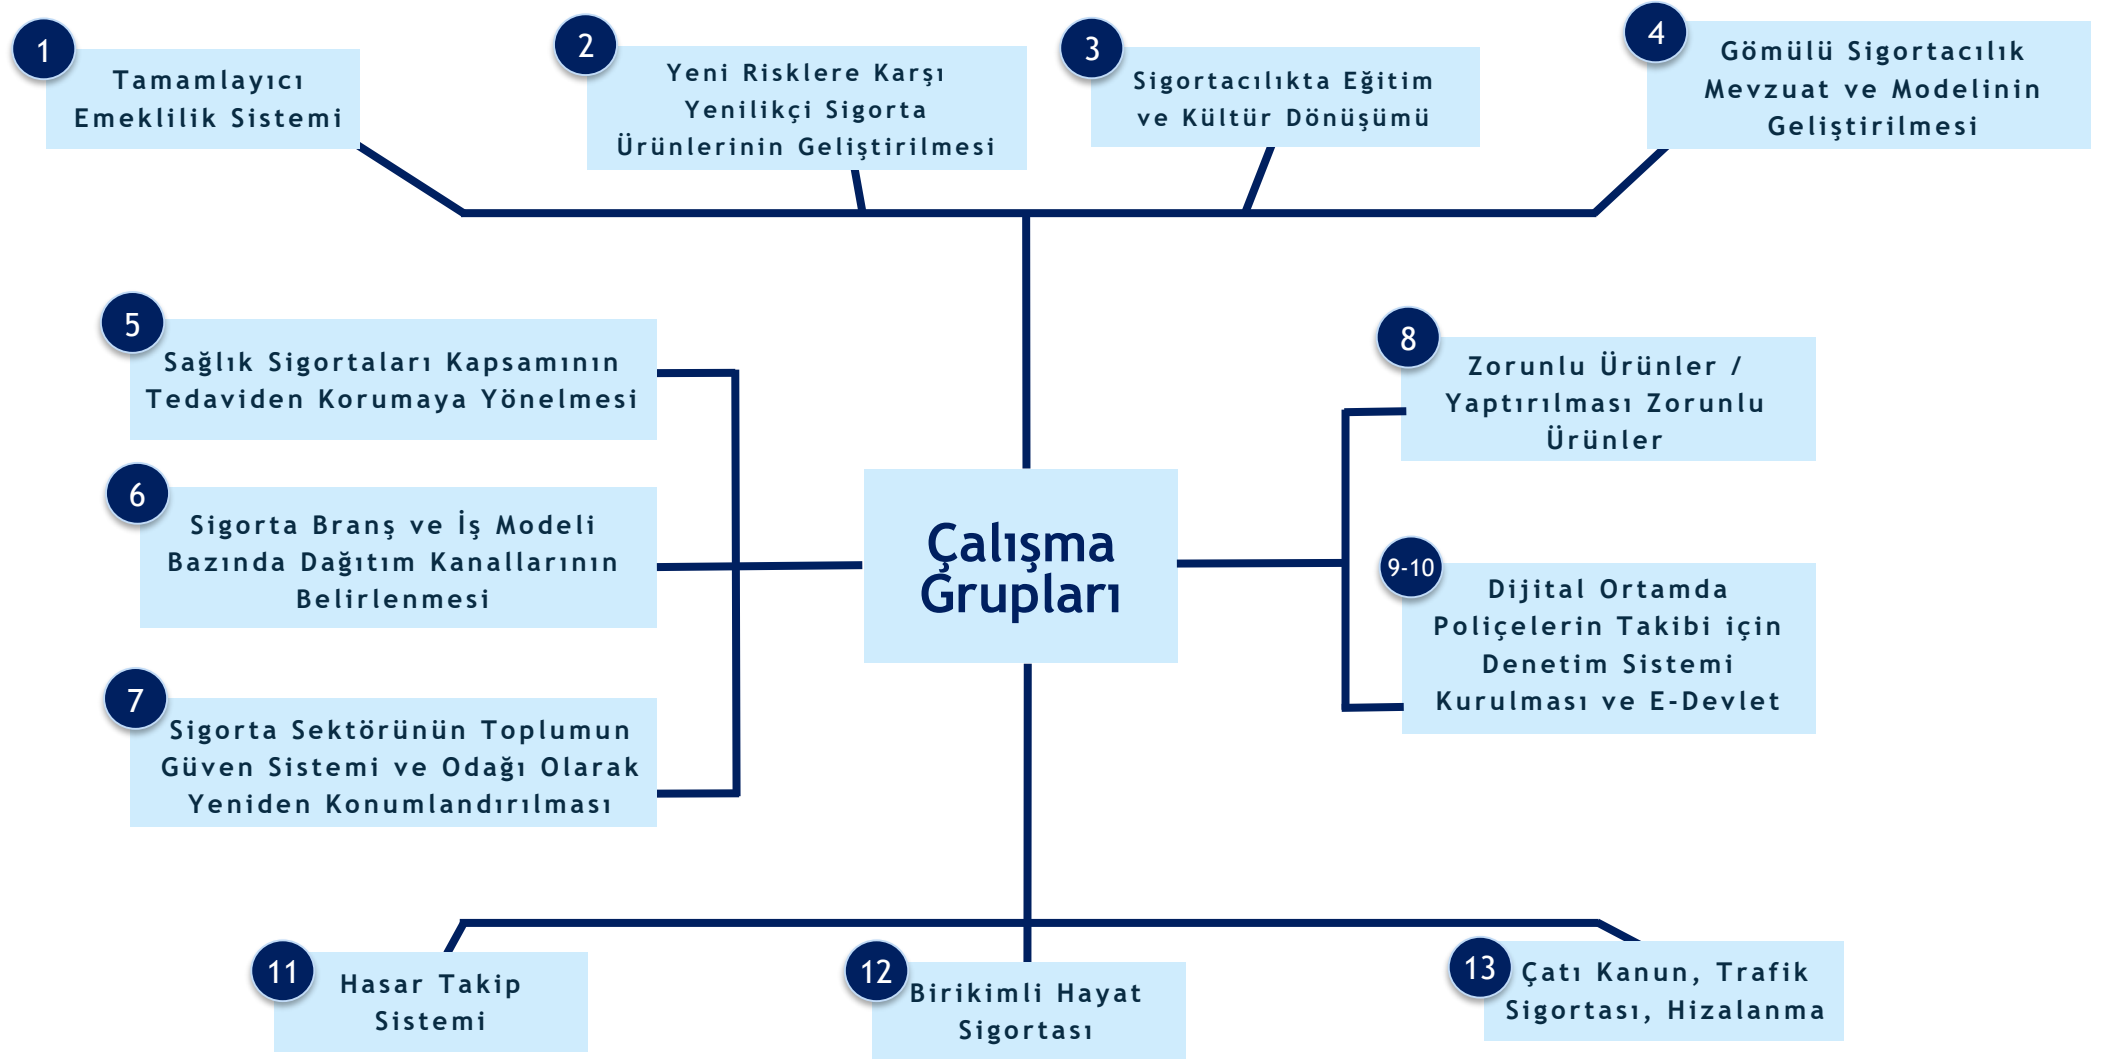 1
Tamamlayıcı
Emeklilik Sistemi
2
Yeni Risklere Karşı
Yenilikçi Sigorta
Ürünlerinin Geliştirilmesi
3
Sigortacılıkta Eğitim
ve Kültür Dönüşümü
4
Gömülü Sigortacılık
Mevzuat ve Modelinin
Geliştirilmesi
5
Sağlık Sigortaları Kapsamının
Tedaviden Korumaya Yönelmesi
6
Sigorta Branş ve İş Modeli
Bazında Dağıtım Kanallarının
Belirlenmesi
7
Sigorta Sektörünün Toplumun
Güven Sistemi ve Odağı Olarak
Yeniden Konumlandırılması
Çalışma
Grupları
8
Zorunlu Ürünler /
Yaptırılması Zorunlu
Ürünler
9-10
Dijital Ortamda
Poliçelerin Takibi için
Denetim Sistemi
Kurulması ve E-Devlet
11
Hasar Takip
Sistemi
12
Birikimli Hayat
Sigortası
13
Çatı Kanun, Trafik
Sigortası, Hizalanma